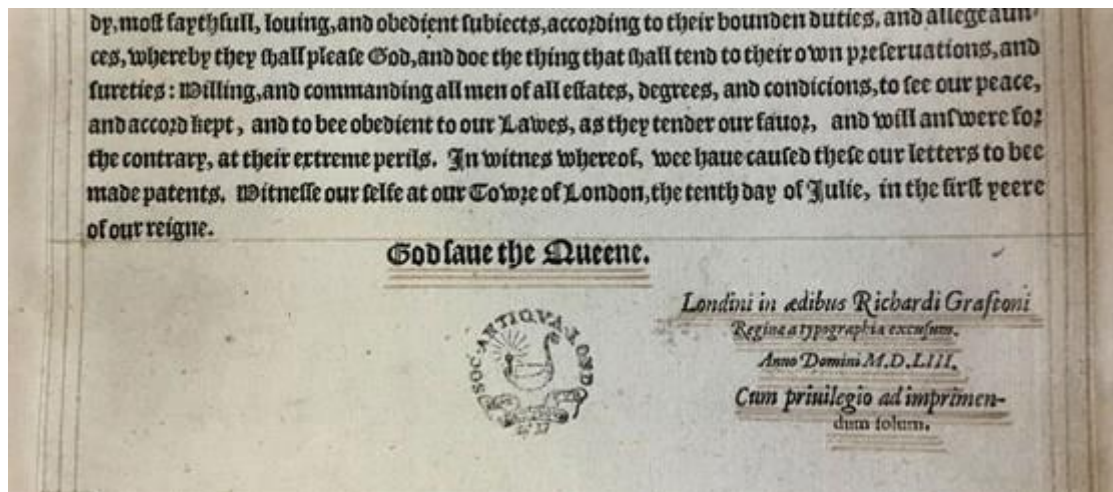 dy, most faythfull, louing, and obedient subiects, according to their bounden duties, and allegeaun-
ces, whereby they shall please God, and doe the thing that shall tend to their own preseruations, and
sureties: Willing, and commanding all men of all estates, degrees, and condicions, to see our peace,
and accord kept, and to bee obedient to our Lawes, as they tender our fauor, and will answere for
the contrary, at their extreme perils. In witnes whereof, wee haue caused these our letters to bee
made patents. Witnesse our selfe at our Towre of London, the tenth day of Julie, in the first yeere
of our reigne.
God saue the Queene.
SOC·ANTIQVA·LOND
Londini in ædibus Richardi Graftoni
Reginæ a typographia excusum.
Anno Domini M.D.LIII.
Cum priuilegio ad imprimen-
dum solum.